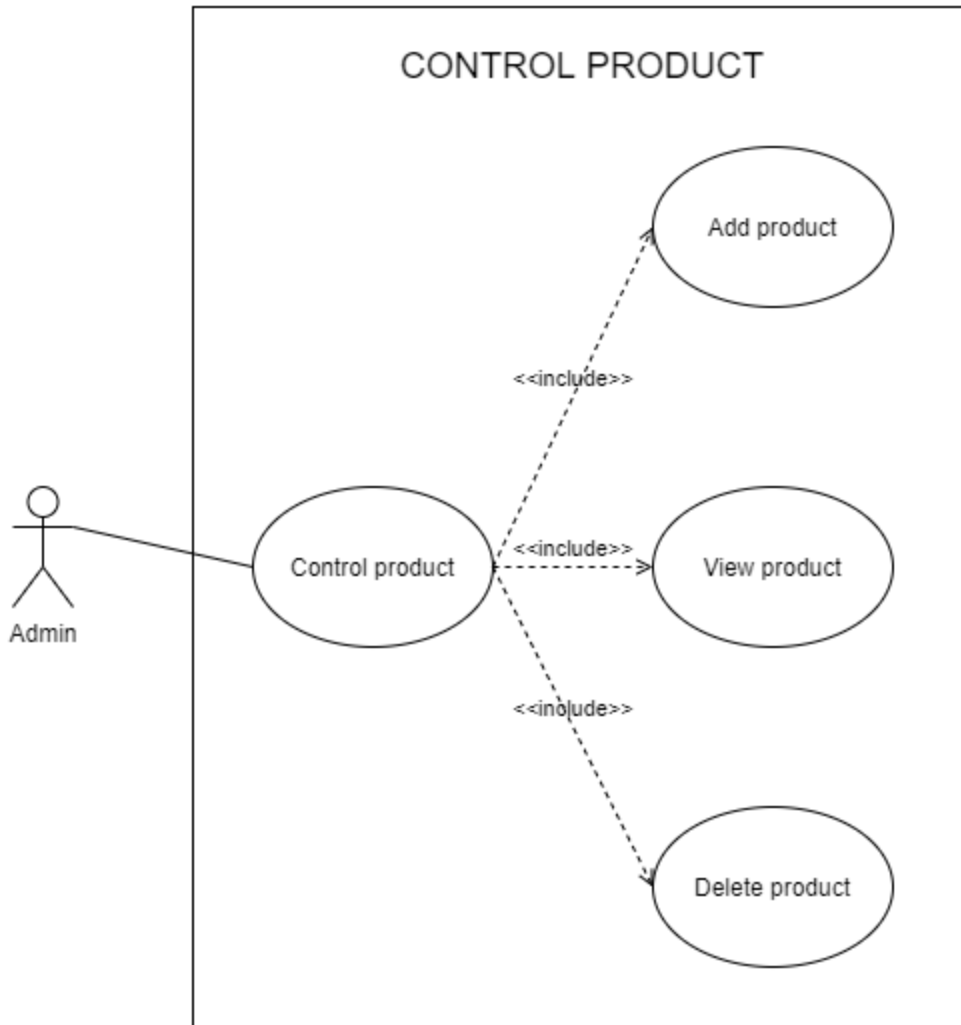 CONTROL PRODUCT
Add product
<<include>>
Control product
<<include>>
View product
Admin
<<include>>
Delete product